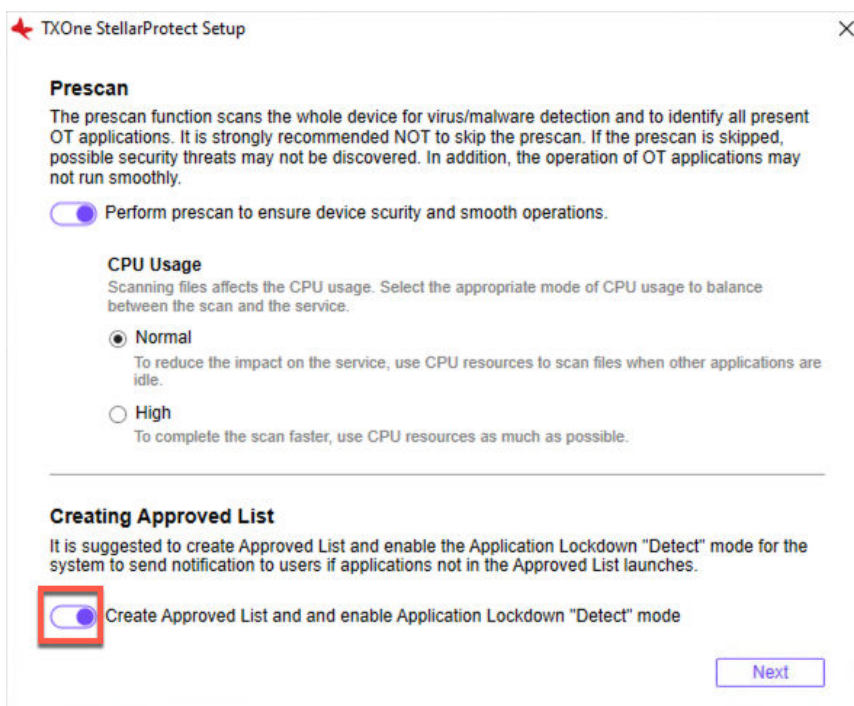 TXOne StellarProtect Setup
Prescan
The prescan function scans the whole device for virus/malware detection and to identify all present
OT applications. It is strongly recommended NOT to skip the prescan. If the prescan is skipped,
possible security threats may not be discovered. In addition, the operation of OT applications may
not run smoothly.
Perform prescan to ensure device scurity and smooth operations.
CPU Usage
Scanning files affects the CPU usage. Select the appropriate mode of CPU usage to balance
between the scan and the service.
Normal
To reduce the impact on the service, use CPU resources to scan files when other applications are
idle.
High
To complete the scan faster, use CPU resources as much as possible.
Creating Approved List
It is suggested to create Approved List and enable the Application Lockdown "Detect" mode for the
system to send notification to users if applications not in the Approved List launches.
Create Approved List and and enable Application Lockdown "Detect" mode
Next